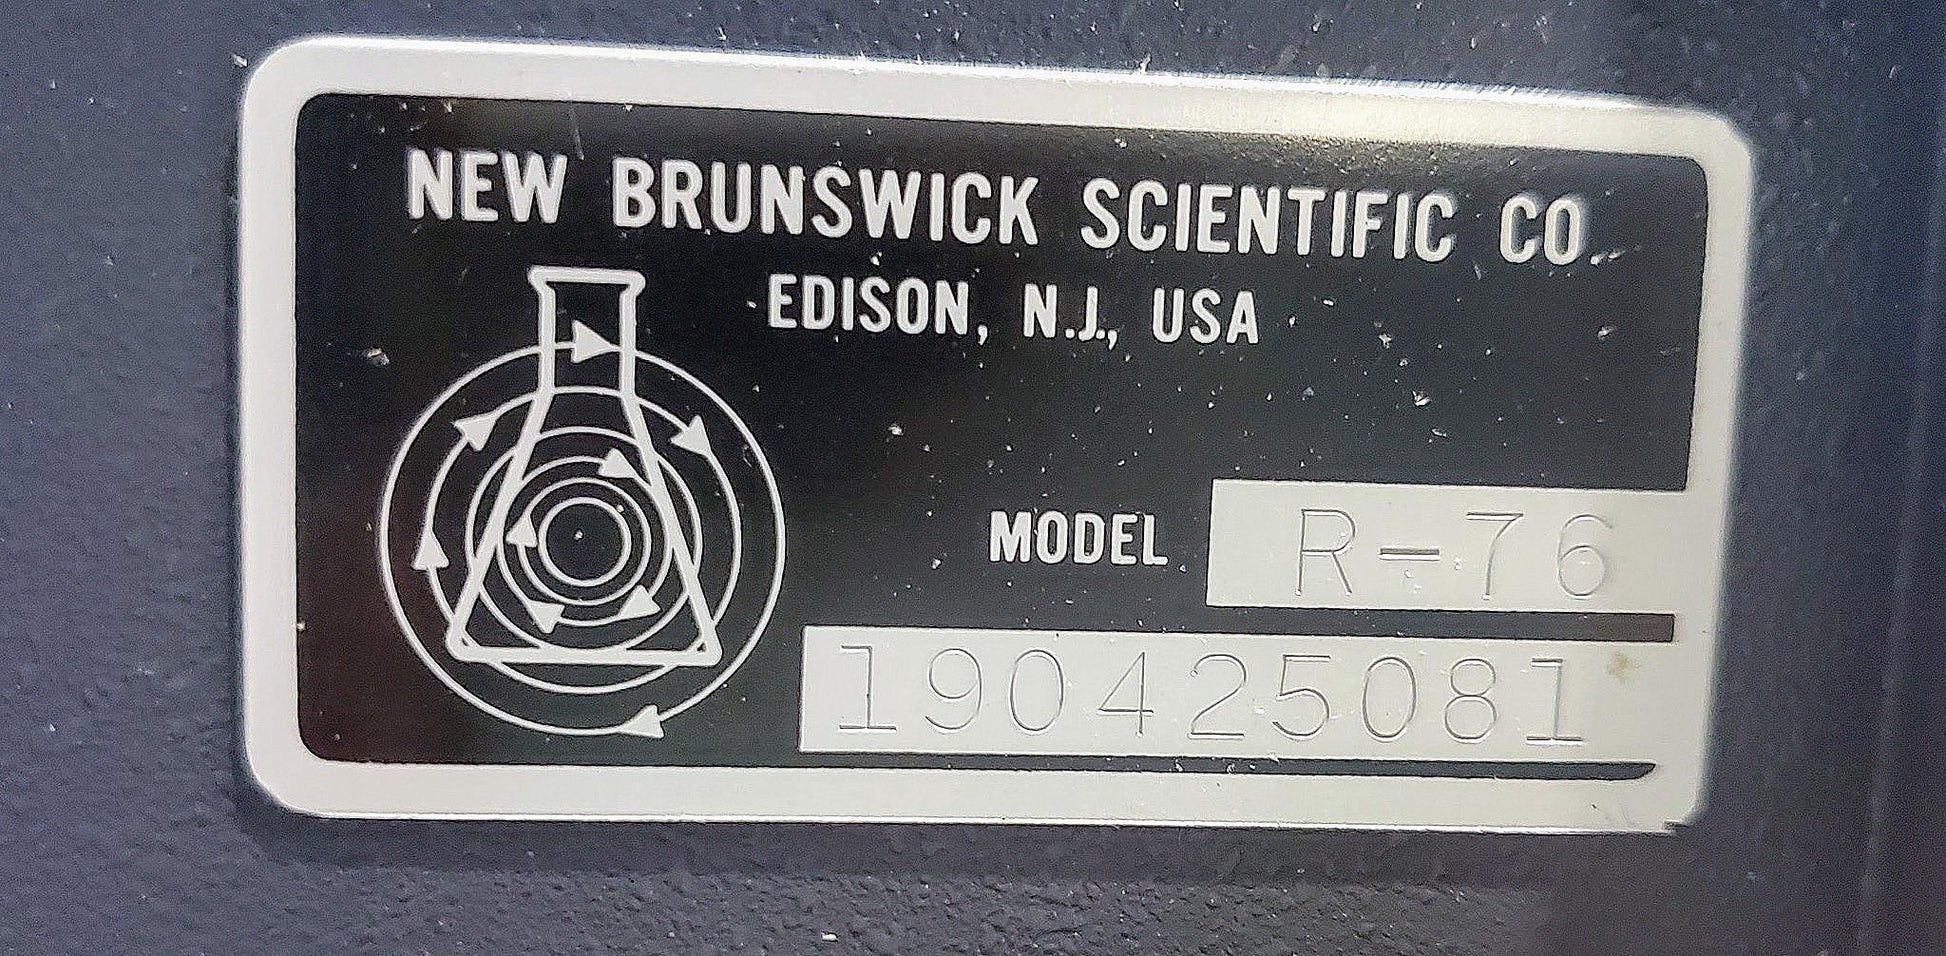 NEW BRUNSWICK SCIENTIFIC CO.
EDISON, N.J., USA
MODEL R-76
190425081